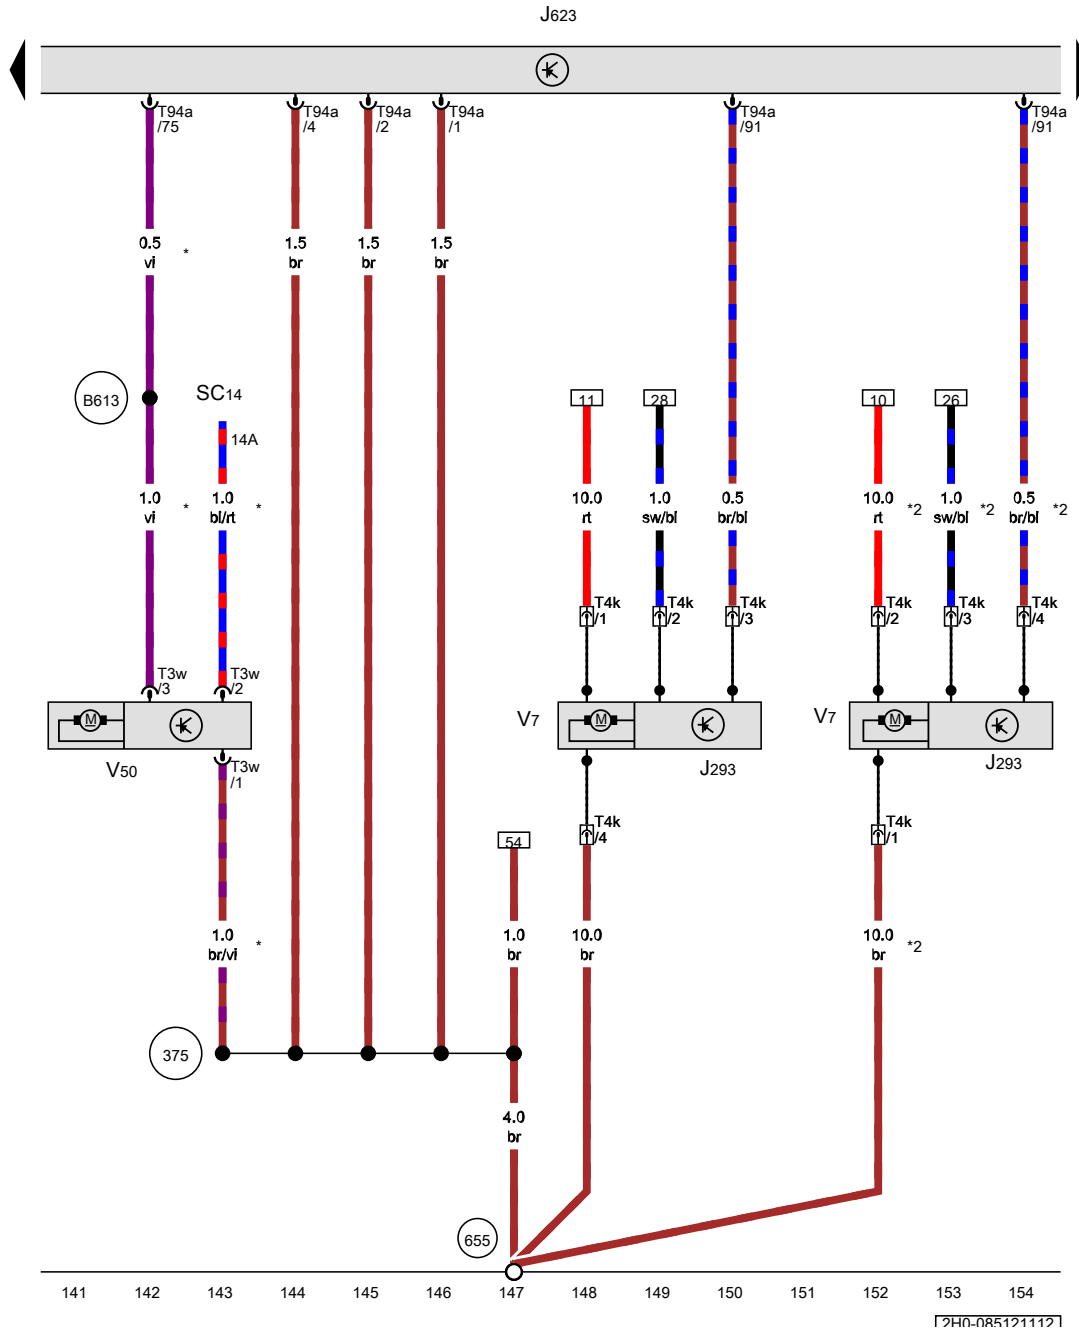 J623
T94a
/75
T94a
/4
T94a
/2
T94a
/1
T94a
/91
T94a
/91
0.5
vi
*
1.5
br
1.5
br
1.5
br
B613
SC14
14A
11
28
10
26
1.0
vi
*
1.0
bl/rt
*
10.0
rt
1.0
sw/bl
0.5
br/bl
10.0
rt
*2
1.0
sw/bl
*2
0.5
br/bl
*2
T4k
/1
T4k
/2
T4k
/3
T4k
/2
T4k
/3
T4k
/4
T3w
/3
T3w
/2
M
M
M
V7
V7
V50
T3w
/1
J293
J293
54
T4k
/4
T4k
/1
1.0
br/vi
*
1.0
br
10.0
br
10.0
br
*2
375
4.0
br
655
141 142 143 144 145 146 147 148 149 150 151 152 153 154
2H0-085121112